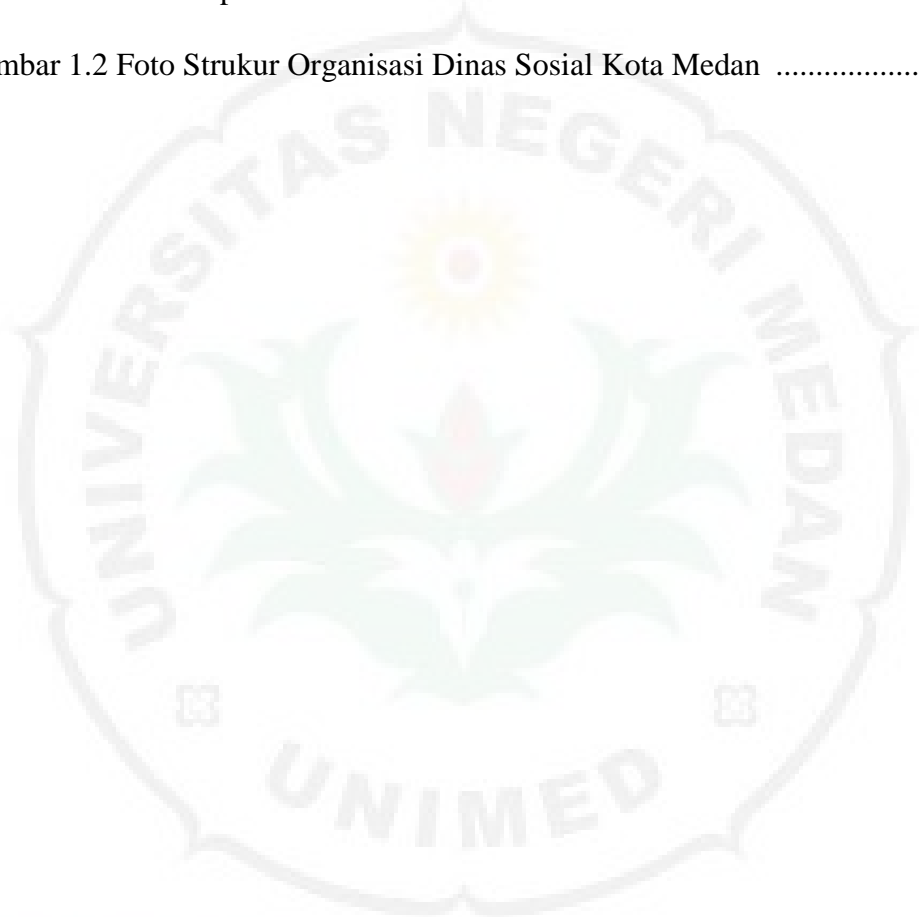 mbar 1.2 Foto Strukur Organisasi Dinas Sosial Kota Medan ..................
UNIVERSITAS NEGERI MEDAN
UNIMED